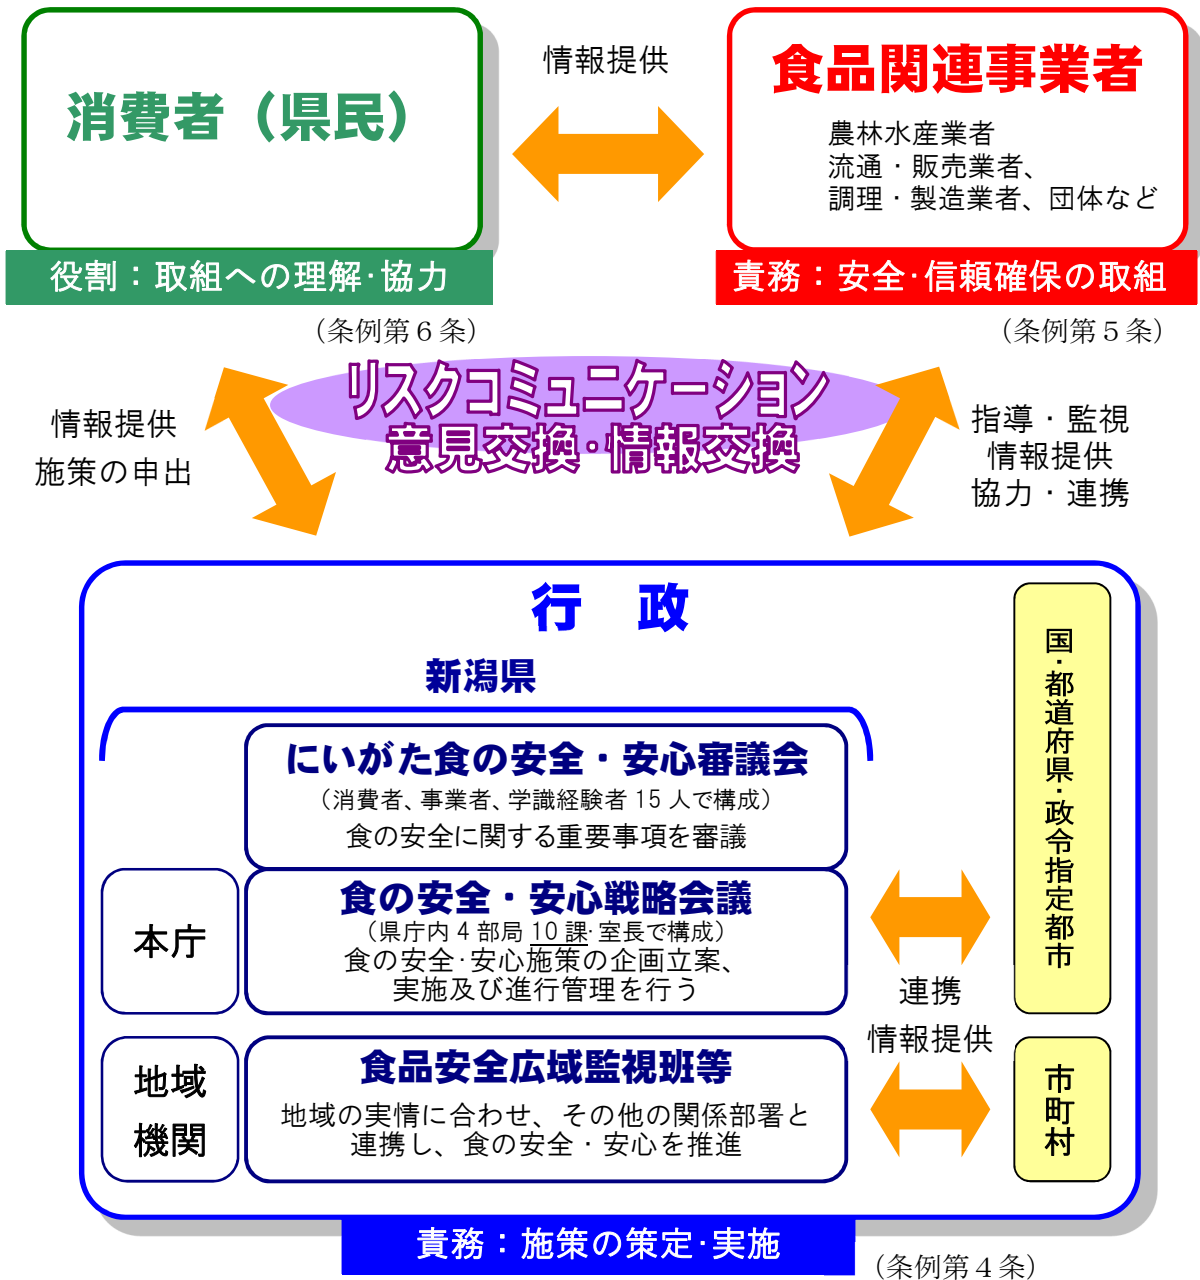 消費者（県民）
役割：取組への理解･協力
（条例第６条）
情報提供
食品関連事業者
農林水産業者
流通・販売業者、
調理・製造業者、団体など
責務：安全･信頼確保の取組
（条例第５条）
リスクコミュニケーション
意見交換･情報交換
情報提供
施策の申出
指導・監視
情報提供
協力・連携
行　政
新潟県
にいがた食の安全・安心審議会
（消費者、事業者、学識経験者 15 人で構成）
食の安全に関する重要事項を審議
本庁
食の安全・安心戦略会議
（県庁内 4 部局 10 課･室長で構成）
食の安全･安心施策の企画立案、
実施及び進行管理を行う
地域
機関
食品安全広域監視班等
地域の実情に合わせ、その他の関係部署と
連携し、食の安全・安心を推進
連携
情報提供
国・都道府県・政令指定都市
市町村
責務：施策の策定･実施
（条例第４条）